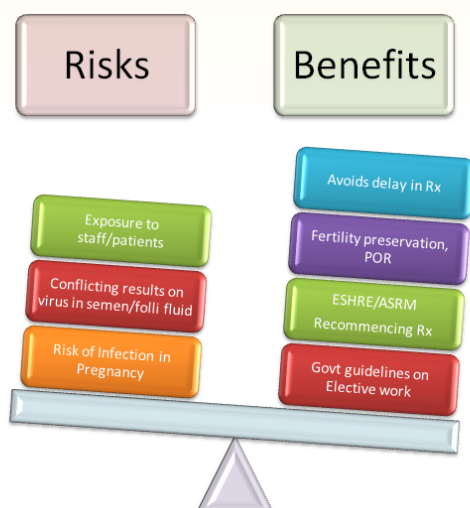 Risks
Benefits
Exposure to
staff/patients
Conflicting results on
virus in semen/folli fluid
Risk of Infection in
Pregnancy
Avoids delay in Rx
Fertility preservation,
POR
ESHRE/ASRM
Recommencing Rx
Govt guidelines on
Elective work